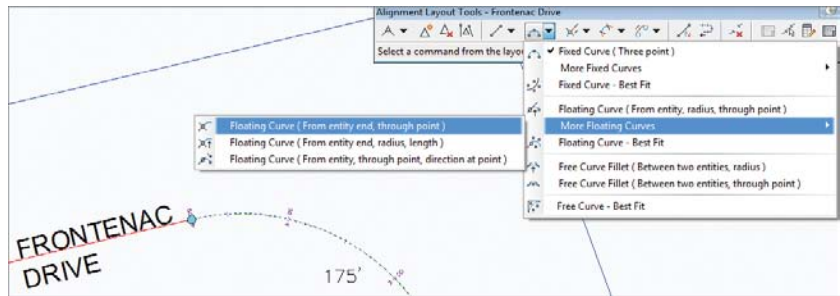 Alignment Layout Tools - Frontenac Drive
Select a command from the layou
Fixed Curve ( Three point )
More Fixed Curves
Fixed Curve - Best Fit
Floating Curve ( From entity, radius, through point )
More Floating Curves
Floating Curve - Best Fit
Free Curve Fillet ( Between two entities, radius )
Free Curve Fillet ( Between two entities, through point )
Free Curve - Best Fit
Floating Curve ( From entity end, through point )
Floating Curve ( From entity end, radius, length )
Floating Curve ( From entity, through point, direction at point )
FRONTENAC
DRIVE
175'